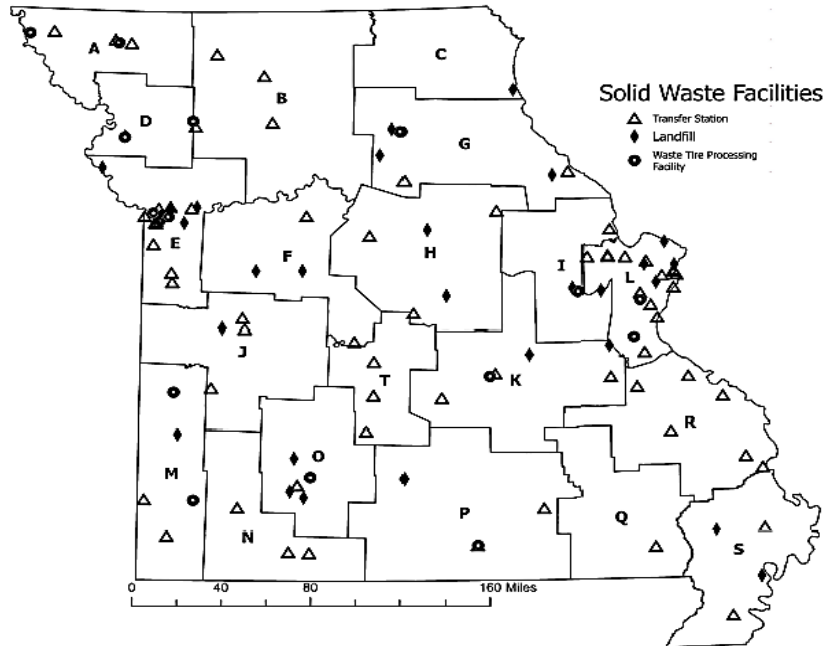 A
B
C
Solid Waste Facilities
Transfer Station
Landfill
Waste Tire Processing
Facility
D
G
E
F
H
I
L
J
T
K
M
O
R
N
P
Q
S
0 40 80 160 Miles